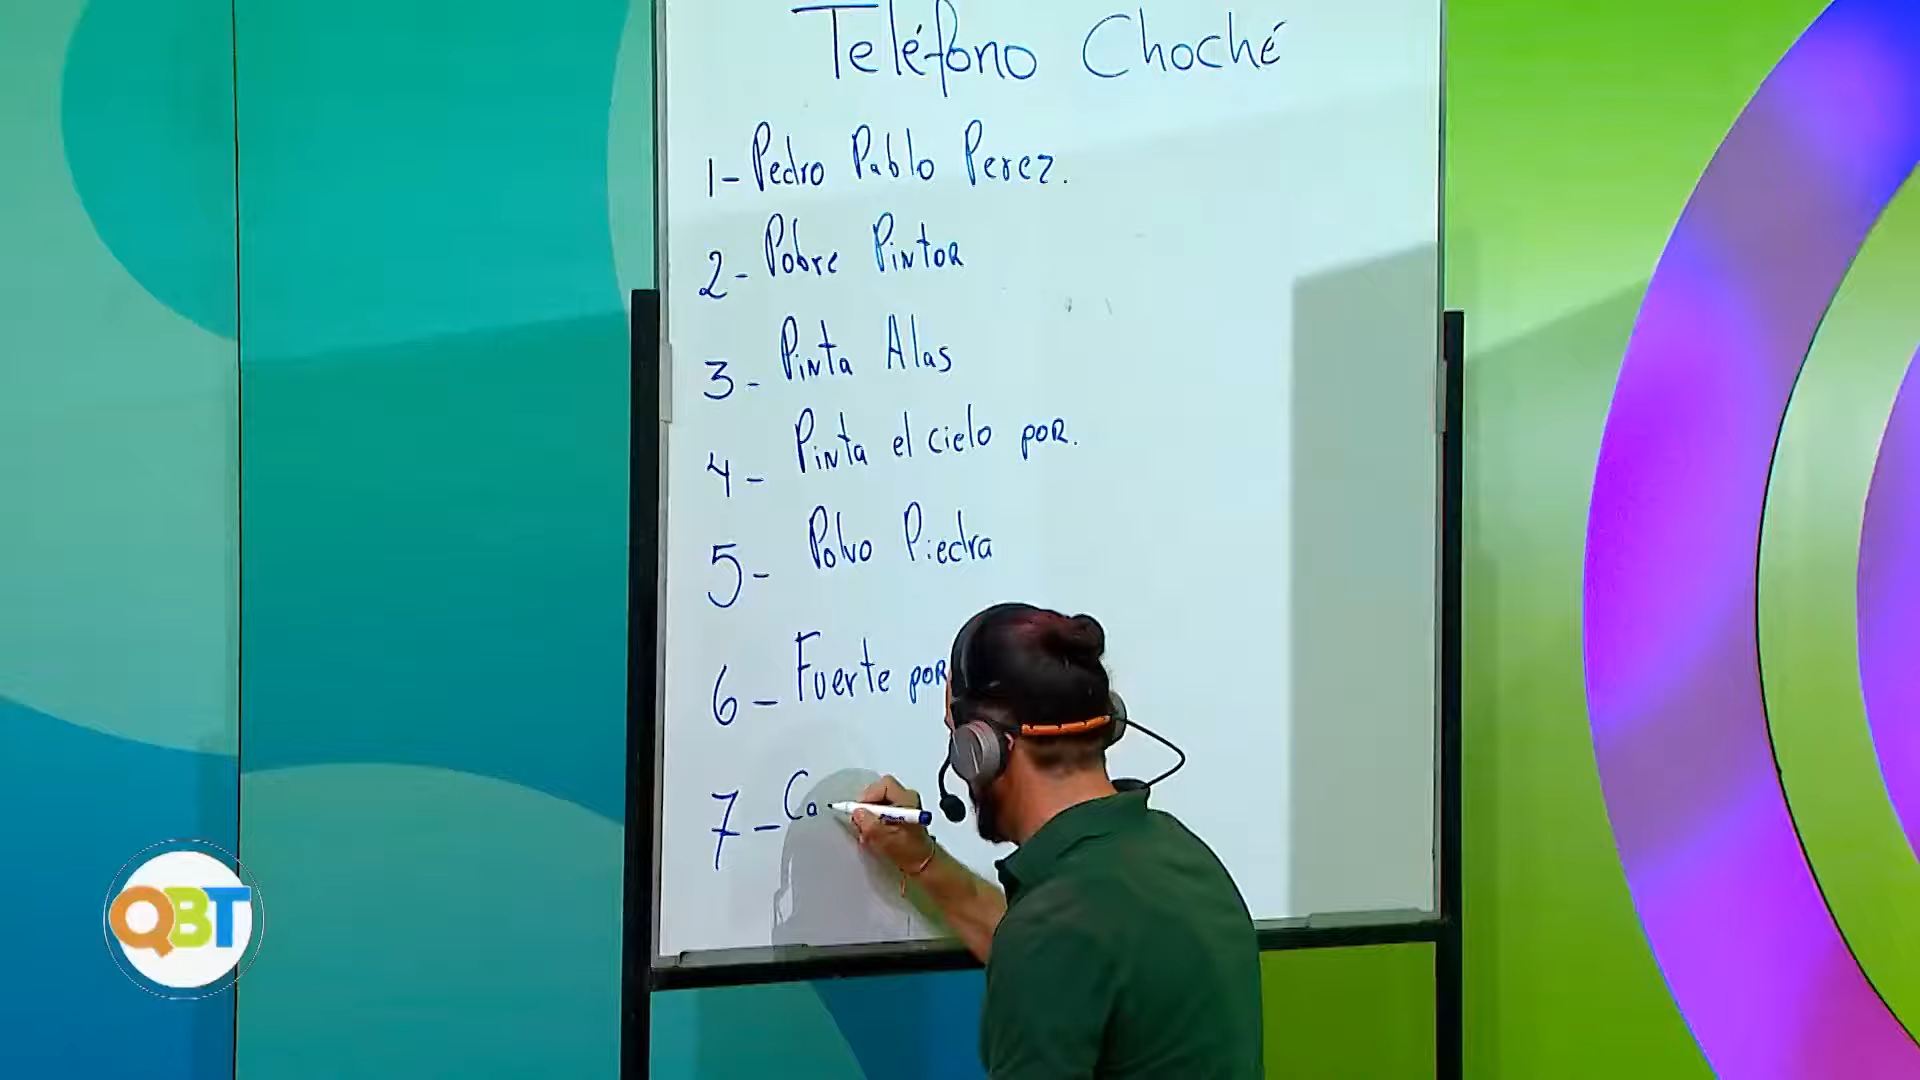 Teléfono Choché
1- Pedro Pablo Perez.
2- Pobre Pintor
3- Pinta Alas
4- Pinta el cielo por.
5- Polvo Piedra
6- Fuerte por
7- Ca
QBT